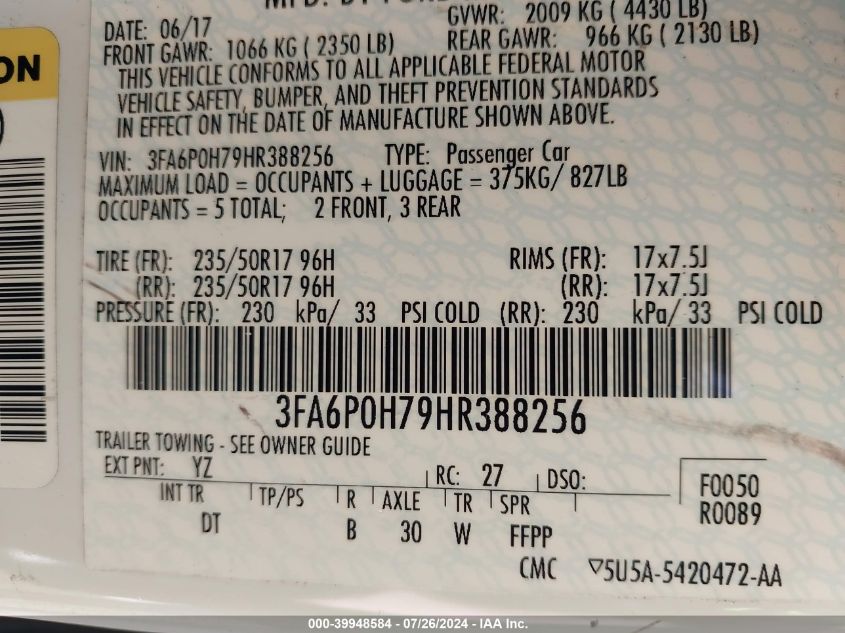 MFD. BY FORD
DATE: 06/17 GVWR: 2009 KG ( 4430 LB)
FRONT GAWR: 1066 KG ( 2350 LB) REAR GAWR: 966 KG ( 2130 LB)
THIS VEHICLE CONFORMS TO ALL APPLICABLE FEDERAL MOTOR
VEHICLE SAFETY, BUMPER, AND THEFT PREVENTION STANDARDS
IN EFFECT ON THE DATE OF MANUFACTURE SHOWN ABOVE.
ON
VIN: 3FA6P0H79HR388256 TYPE: Passenger Car
MAXIMUM LOAD = OCCUPANTS + LUGGAGE = 375KG/ 827LB
OCCUPANTS = 5 TOTAL; 2 FRONT, 3 REAR
TIRE (FR): 235/50R17 96H RIMS (FR): 17x7.5J
(RR): 235/50R17 96H (RR): 17x7.5J
PRESSURE (FR): 230 kPa/ 33 PSI COLD (RR): 230 kPa/ 33 PSI COLD
3FA6P0H79HR388256
TRAILER TOWING - SEE OWNER GUIDE
EXT PNT: YZ RC: 27 DSO: F0050
INT TR TP/PS R AXLE TR SPR R0089
DT B 30 W FFPP
CMC ▽5U5A-5420472-AA
000-39948584 - 07/26/2024 - IAA Inc.